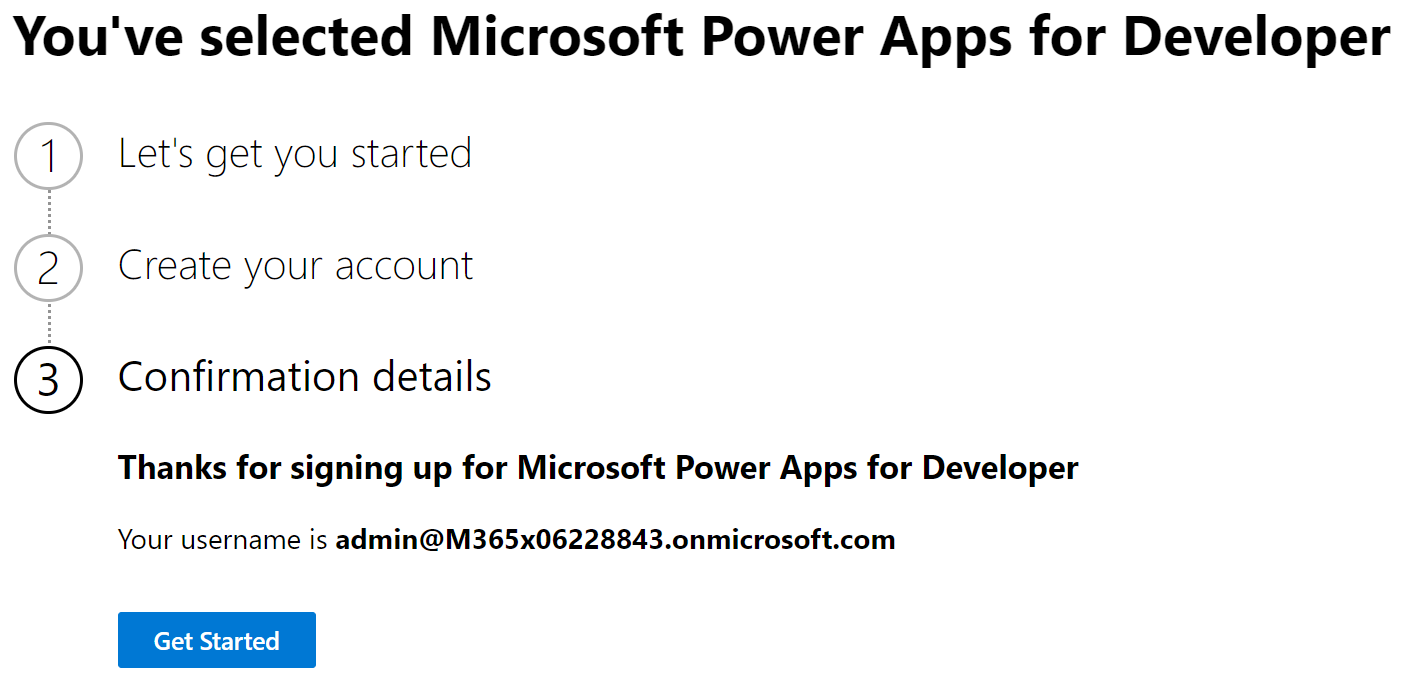 You've selected Microsoft Power Apps for Developer
1 Let's get you started
2 Create your account
3 Confirmation details
Thanks for signing up for Microsoft Power Apps for Developer
Your username is admin@M365x06228843.onmicrosoft.com
Get Started